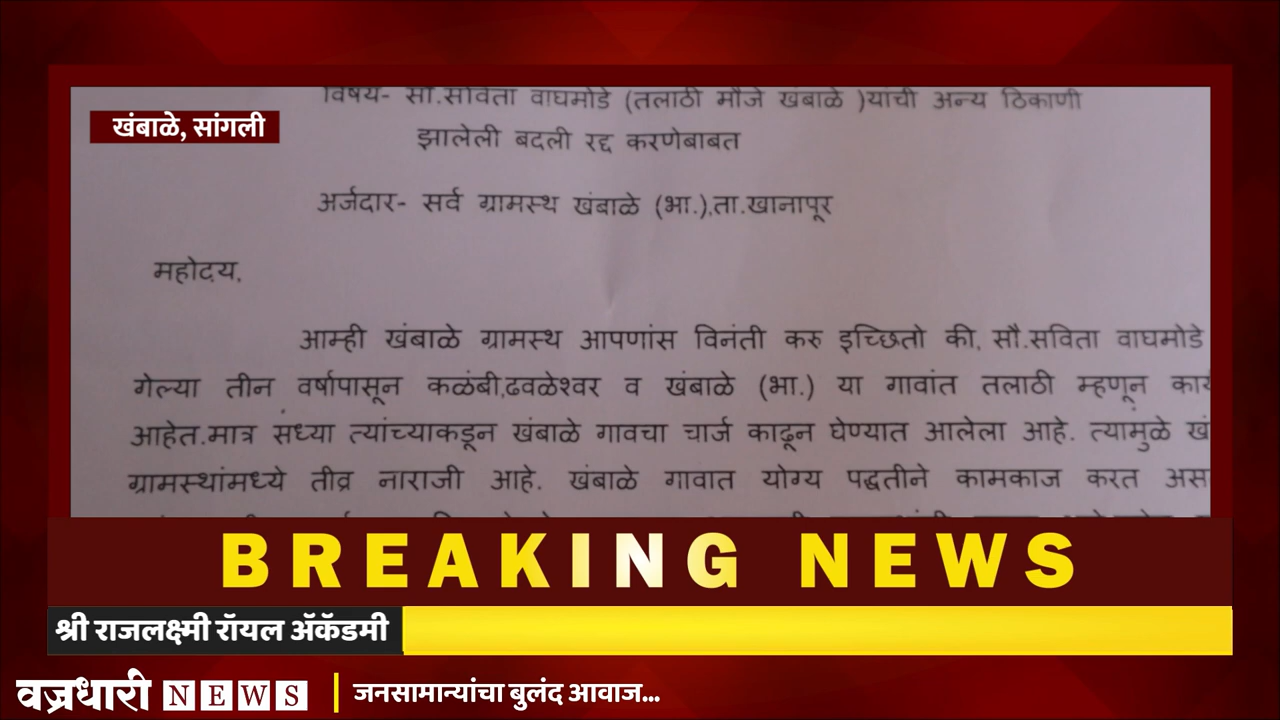 विषय- सौ.सविता वाघमोडे (तलाठी मौजे खंबाळे )यांची अन्य ठिकाणी
खंबाळे, सांगली
झालेली बदली रद्द करणेबाबत
अर्जदार- सर्व ग्रामस्थ खंबाळे (भा.),ता.खानापूर
महोदय,
आम्ही खंबाळे ग्रामस्थ आपणांस विनंती करु इच्छितो की, सौ.सविता वाघमोडे
गेल्या तीन वर्षापासून कळंबी,ढवळेश्वर व खंबाळे (भा.) या गावांत तलाठी म्हणून
आहेत.मात्र सध्या त्यांच्याकडून खंबाळे गावचा चार्ज काढून घेण्यात आलेला आहे. त्यामुळे
ग्रामस्थांमध्ये तीव्र नाराजी आहे. खंबाळे गावात योग्य पद्धतीने कामकाज करत
BREAKING NEWS
श्री राजलक्ष्मी रॉयल ॲकॅडमी
वज्रधारी NEWS जनसामान्यांचा बुलंद आवाज...